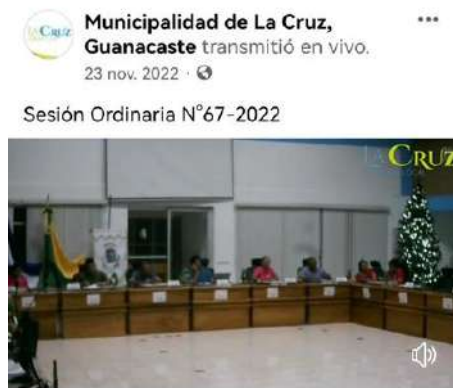 Municipalidad de La Cruz,
Guanacaste transmitió en vivo.
23 nov. 2022 ·
Sesión Ordinaria N°67-2022
LA CRUZ